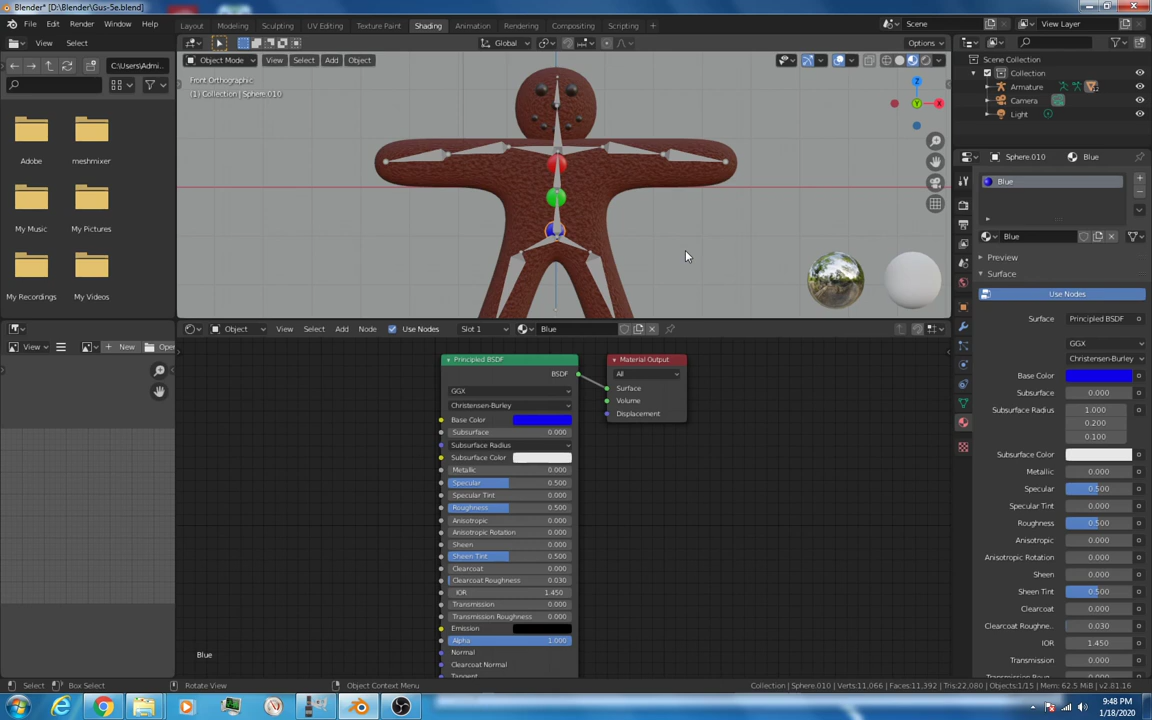 Blender* [D:\Blender\Gus-5e.blend]
File Edit Render Window Help Layout Modeling Sculpting UV Editing Texture Paint Shading Animation Rendering Compositing Scripting + Scene View Layer
View Select C:\Users\Admi...
Global Options
Object Mode View Select Add Object
Front Orthographic
(1) Collection | Sphere.010
Adobe meshmixer
My Music My Pictures
My Recordings My Videos
Scene Collection
Collection
Armature
Camera
Light
Sphere.010 Blue
Blue
Blue
Preview
Surface
Use Nodes
Surface Principled BSDF
GGX
Christensen-Burley
Base Color
Subsurface 0.000
Subsurface Radius 1.000
0.200
0.100
Subsurface Color
Metallic 0.000
Specular 0.500
Specular Tint 0.000
Roughness 0.500
Anisotropic 0.000
Anisotropic Rotation 0.000
Sheen 0.000
Sheen Tint 0.500
Clearcoat 0.000
Clearcoat Roughne.. 0.030
IOR 1.450
Transmission 0.000
View + New Open
Object View Select Add Node Use Nodes Slot 1 Blue
Principled BSDF
BSDF
GGX
Christensen-Burley
Base Color
Subsurface 0.000
Subsurface Radius
Subsurface Color
Metallic 0.000
Specular 0.500
Specular Tint 0.000
Roughness 0.500
Anisotropic 0.000
Anisotropic Rotation 0.000
Sheen 0.000
Sheen Tint 0.500
Clearcoat 0.000
Clearcoat Roughness 0.030
IOR 1.450
Transmission 0.000
Transmission Roughness 0.000
Emission
Alpha 1.000
Normal
Clearcoat Normal
Tangent
Material Output
All
Surface
Volume
Displacement
Blue
Select Box Select Rotate View Object Context Menu Collection | Sphere.010 | Verts:11,066 | Faces:11,392 | Tris:22,080 | Objects:1/15 | Mem: 62.5 MiB | v2.81.16
9:48 PM
1/18/2020